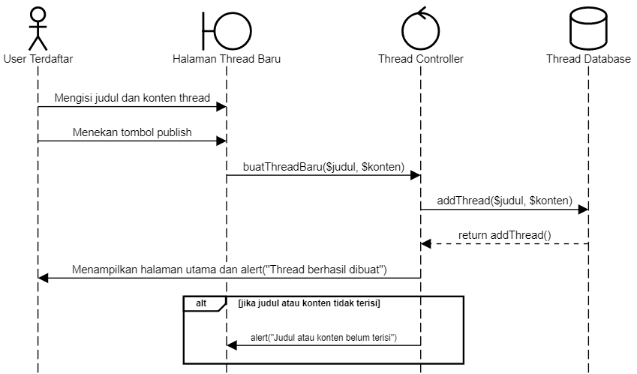 User Terdaftar
Halaman Thread Baru
Thread Controller
Thread Database
Mengisi judul dan konten thread
Menekan tombol publish
buatThreadBaru($judul, $konten)
addThread($judul, $konten)
return addThread()
Menampilkan halaman utama dan alert("Thread berhasil dibuat")
alt
[jika judul atau konten tidak terisi]
alert("Judul atau konten belum terisi")